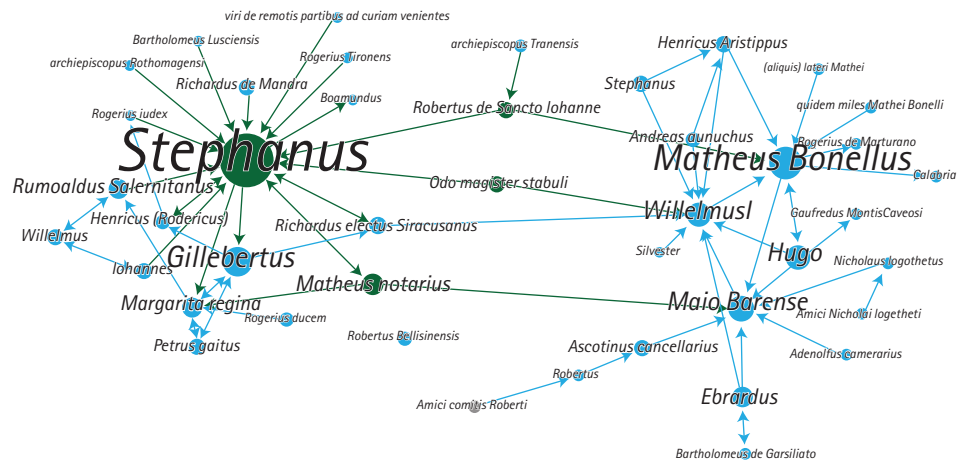 viri de remotis partibus ad curiam venientes
Bartholomeus Lusciensis
archiepiscopus Rothomagensi
Rogerius Tironens
Richardus de Mandra
Boamundus
Rogerius iudex
archiepiscopus Tranensis
Robertus de Sancto Iohanne
Henricus Aristippus
Stephanus
(aliquis) lateri Mathei
quidem miles Mathei Bonelli
Andreas aunuchus
Rogerius de Marturano
Stephanus
Matheus Bonellus
Calabria
Rumoaldus Salernitanus
Odo magister stabuli
Henricus (Rodericus)
Richardus electus Siracusanus
WillelmusI
Gaufredus MontisCaveosi
Willelmus
Gillebertus
Silvester
Hugo
Iohannes
Nicholaus logothetus
Matheus notarius
Margarita regina
Maio Barense
Rogerius ducem
Amici Nicholai logetheti
Petrus gaitus
Robertus Bellisinensis
Ascotinus cancellarius
Adenolfus camerarius
Robertus
Amici comitis Roberti
Ebrardus
Bartholomeus de Garsiliato